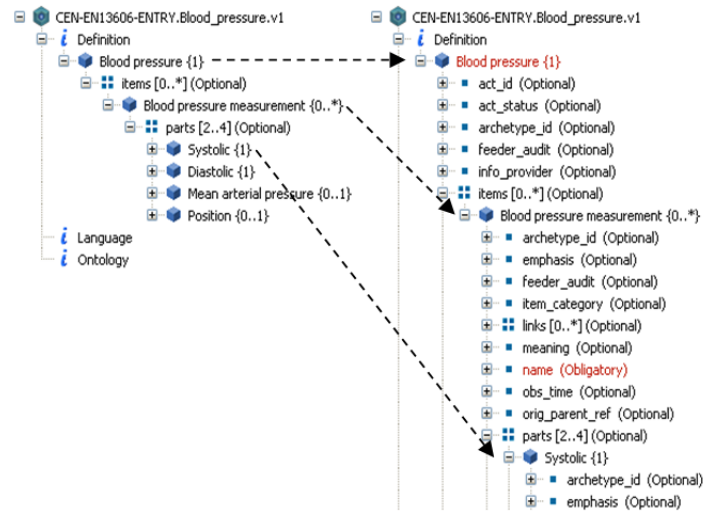 CEN-EN13606-ENTRY.Blood_pressure.v1
Definition
Blood pressure {1}
items [0..*] (Optional)
Blood pressure measurement {0..*}
parts [2..4] (Optional)
Systolic {1}
Diastolic {1}
Mean arterial pressure {0..1}
Position {0..1}
Language
Ontology
CEN-EN13606-ENTRY.Blood_pressure.v1
Definition
Blood pressure {1}
act_id (Optional)
act_status (Optional)
archetype_id (Optional)
feeder_audit (Optional)
info_provider (Optional)
items [0..*] (Optional)
Blood pressure measurement {0..*}
archetype_id (Optional)
emphasis (Optional)
feeder_audit (Optional)
item_category (Optional)
links [0..*] (Optional)
meaning (Optional)
name (Obligatory)
obs_time (Optional)
orig_parent_ref (Optional)
parts [2..4] (Optional)
Systolic {1}
archetype_id (Optional)
emphasis (Optional)